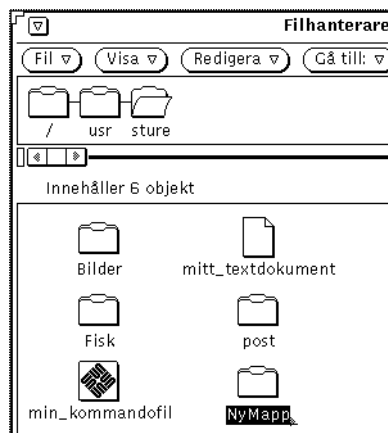 Filhanterare
Fil Visa Redigera Gå till:
/ usr sture
Innehåller 6 objekt
Bilder mitt_textdokument
Fisk post
min_kommandofil NyMapp